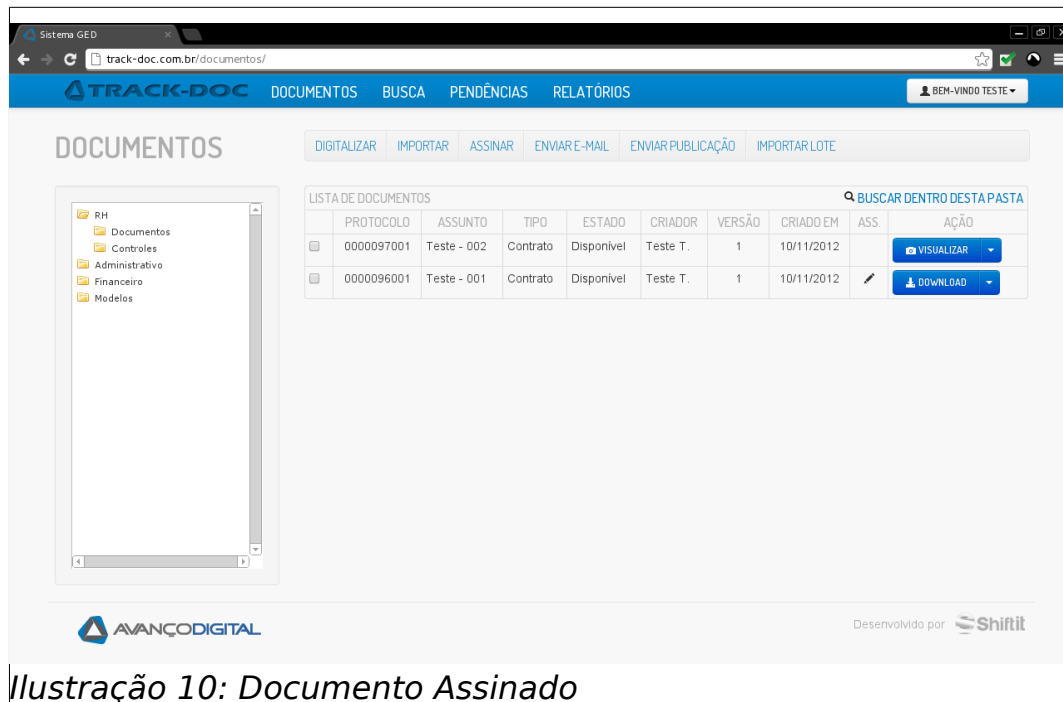 Sistema GED
track-doc.com.br/documentos/
TRACK-DOC DOCUMENTOS BUSCA PENDÊNCIAS RELATÓRIOS BEM-VINDO TESTE
DOCUMENTOS
DIGITALIZAR IMPORTAR ASSINAR ENVIAR E-MAIL ENVIAR PUBLICAÇÃO IMPORTAR LOTE
RH
Documentos
Controles
Administrativo
Financeiro
Modelos
LISTA DE DOCUMENTOS BUSCAR DENTRO DESTA PASTA
PROTOCOLO ASSUNTO TIPO ESTADO CRIADOR VERSÃO CRIADO EM ASS. AÇÃO
0000097001 Teste - 002 Contrato Disponível Teste T. 1 10/11/2012 VISUALIZAR
0000096001 Teste - 001 Contrato Disponível Teste T. 1 10/11/2012 DOWNLOAD
AVANÇODIGITAL
Desenvolvido por Shiftit
Ilustração 10: Documento Assinado